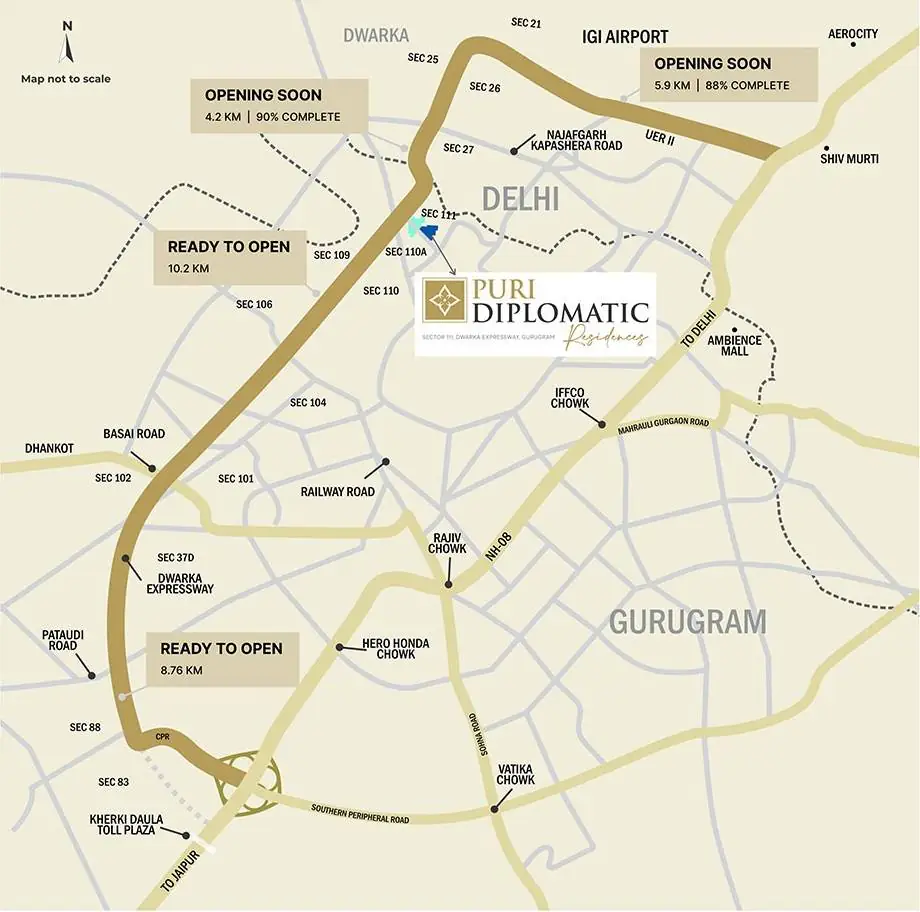 N
Map not to scale
DWARKA
SEC 21
IGI AIRPORT
AEROCITY
SEC 25
OPENING SOON
5.9 KM | 88% COMPLETE
SEC 26
OPENING SOON
4.2 KM | 90% COMPLETE
UER II
NAJAFGARH
KAPASHERA ROAD
SEC 27
SHIV MURTI
DELHI
SEC 111
READY TO OPEN
10.2 KM
SEC 109
SEC 110A
SEC 110
PURI
DIPLOMATIC
Residences
SECTOR 111, DWARKA EXPRESSWAY, GURUGRAM
SEC 106
TO DELHI
AMBIENCE
MALL
SEC 104
IFFCO
CHOWK
MAHRAULI GURGAON ROAD
BASAI ROAD
DHANKOT
SEC 102
SEC 101
RAILWAY ROAD
RAJIV
CHOWK
NH-08
SEC 37D
DWARKA
EXPRESSWAY
GURUGRAM
PATAUDI
ROAD
READY TO OPEN
8.76 KM
HERO HONDA
CHOWK
SEC 88
CPR
SOHNA ROAD
SEC 83
VATIKA
CHOWK
SOUTHERN PERIPHERAL ROAD
KHERKI DAULA
TOLL PLAZA
TO JAIPUR